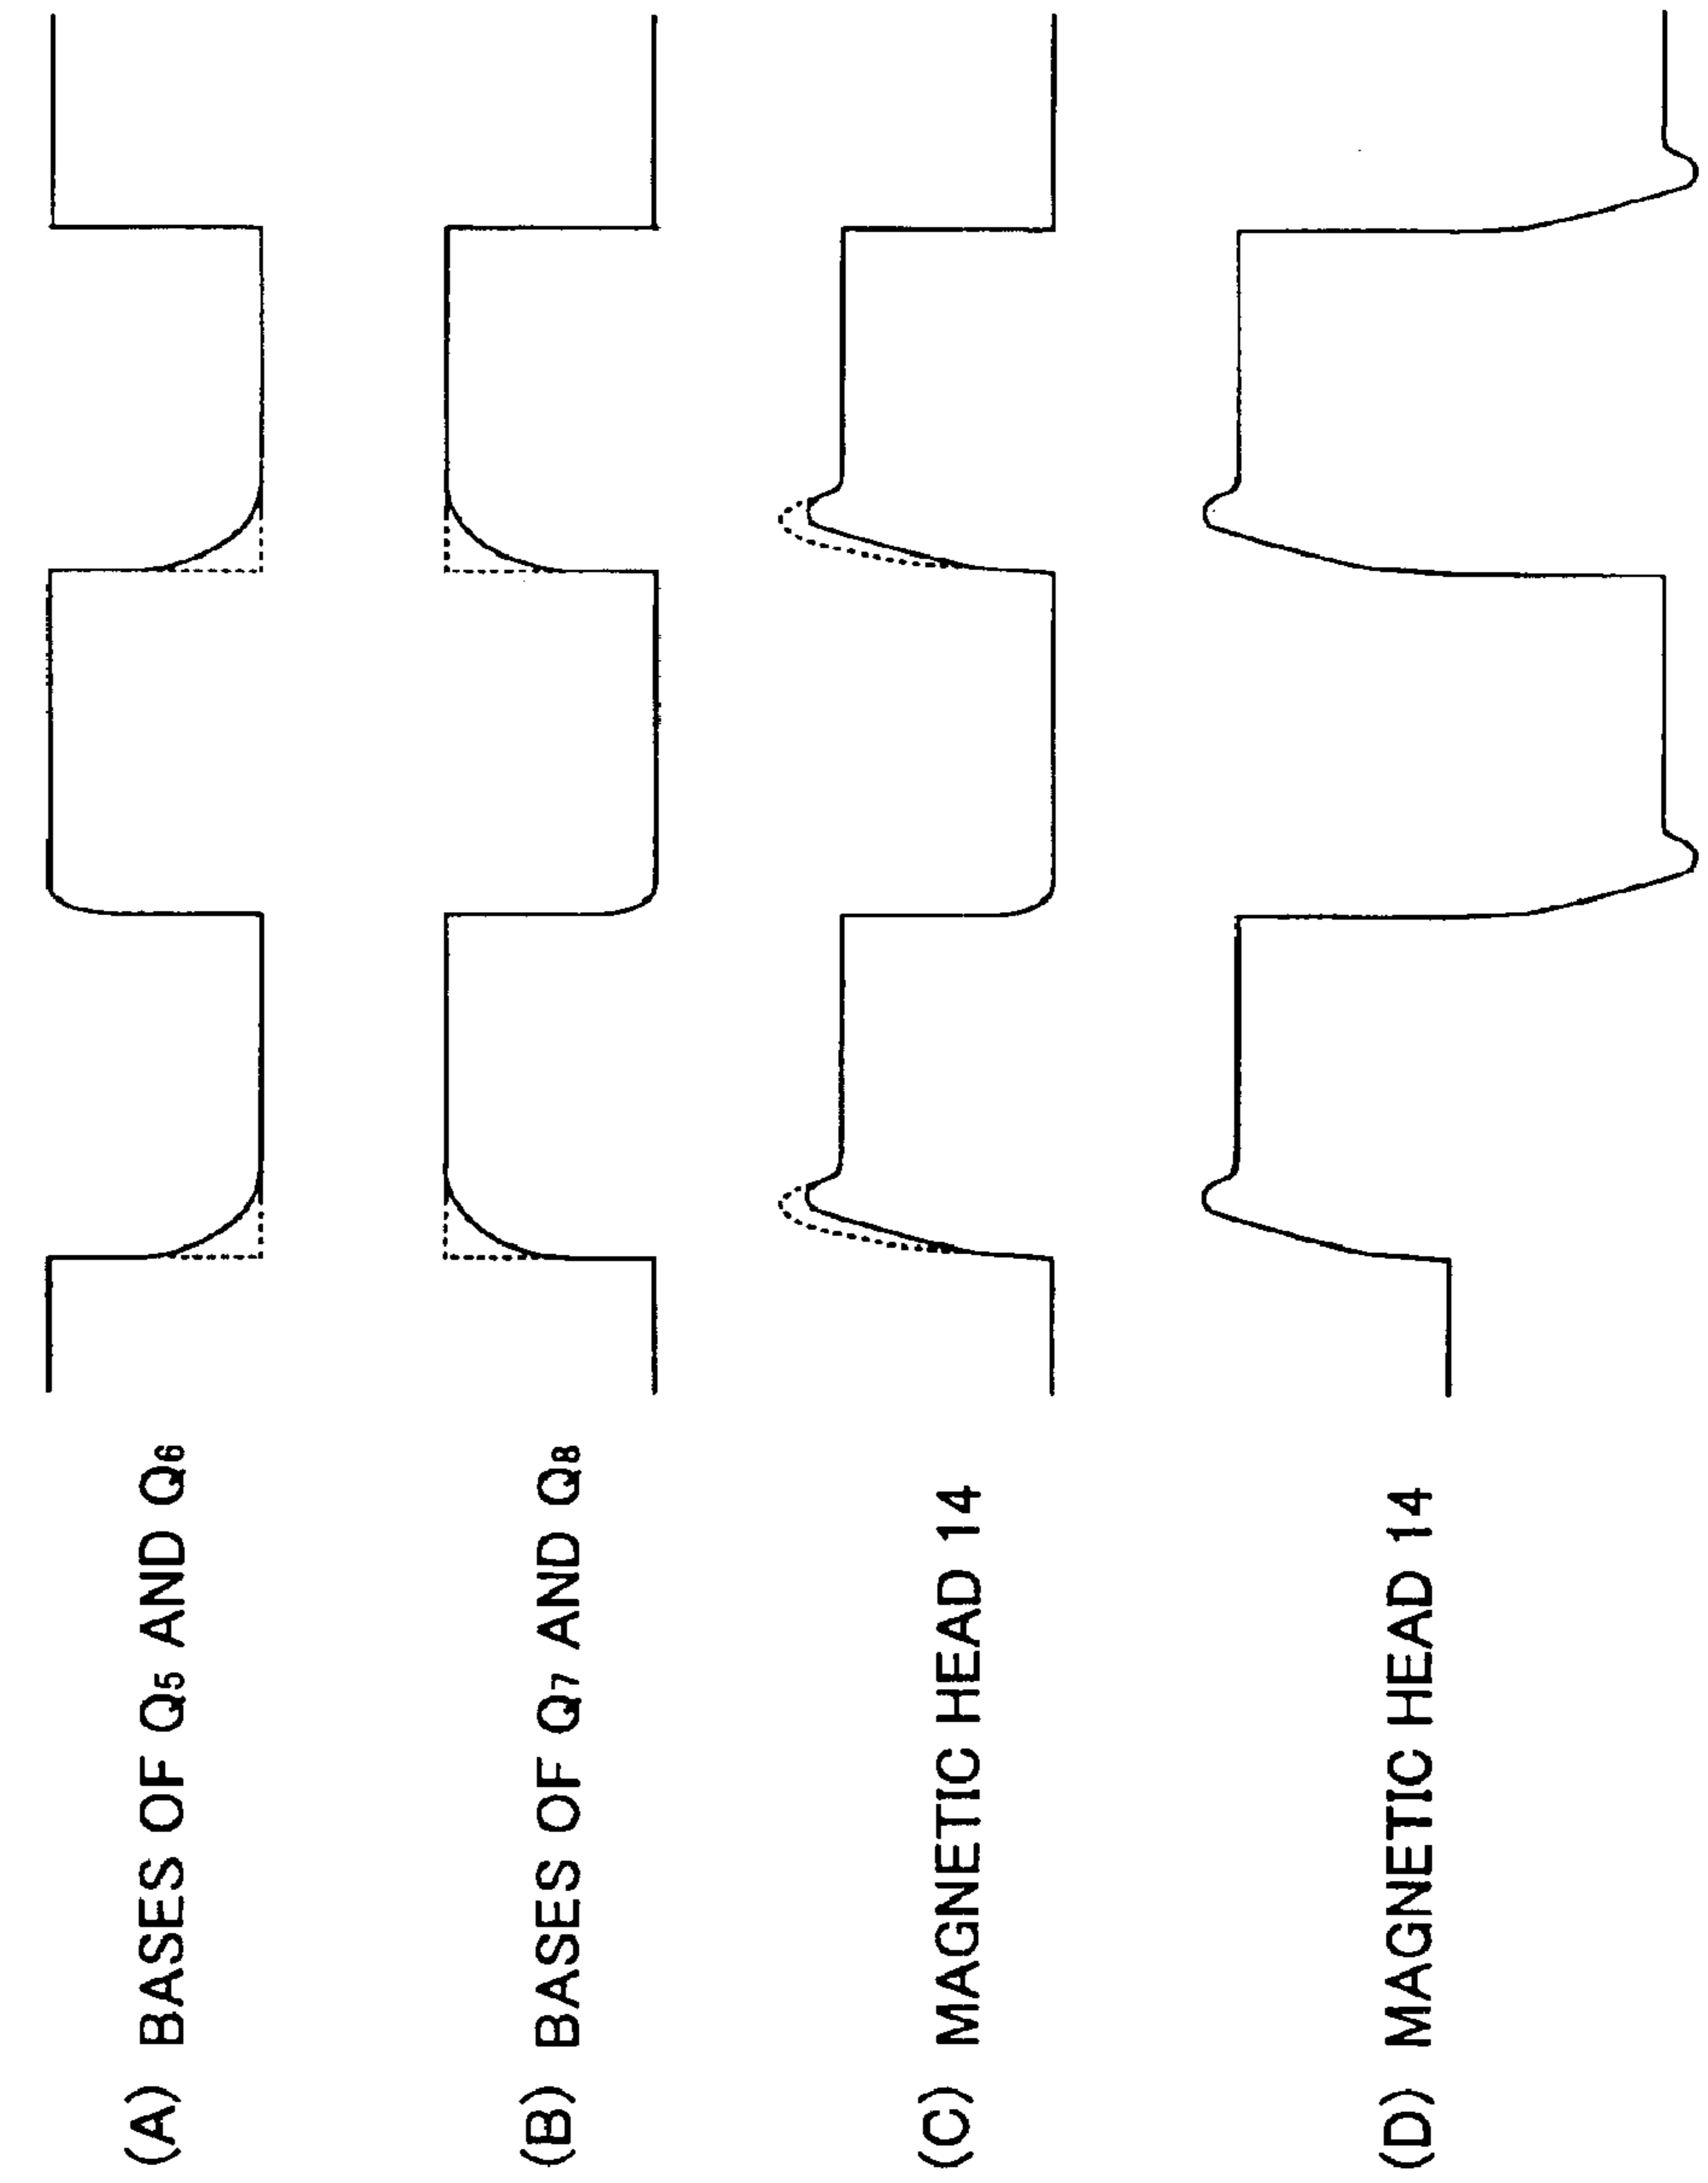 (A) BASES OF Q5 AND Q6
(B) BASES OF Q7 AND Q8
(C) MAGNETIC HEAD 14
(D) MAGNETIC HEAD 14